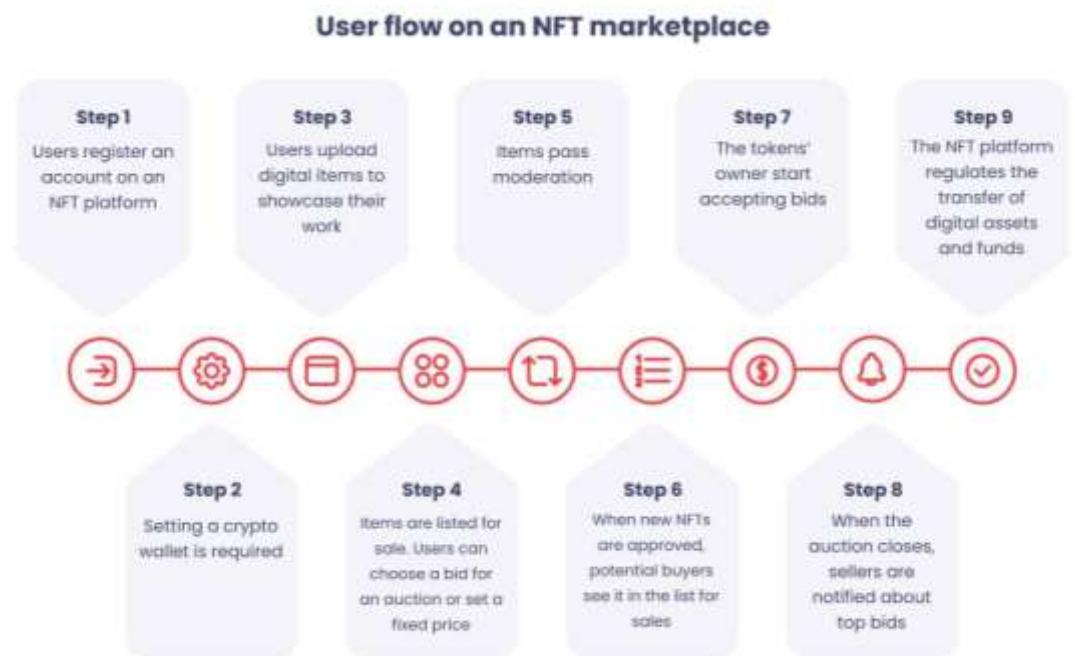 User flow on an NFT marketplace
Step 1
Users register an
account on an
NFT platform
Step 2
Setting a crypto
wallet is required
Step 3
Users upload
digital items to
showcase their
work
Step 4
Items are listed for
sale. Users can
choose a bid for
an auction or set a
fixed price
Step 5
Items pass
moderation
Step 6
When new NFTs
are approved,
potential buyers
see it in the list for
sales
Step 7
The tokens'
owner start
accepting bids
Step 8
When the
auction closes,
sellers are
notified about
top bids
Step 9
The NFT platform
regulates the
transfer of
digital assets
and funds